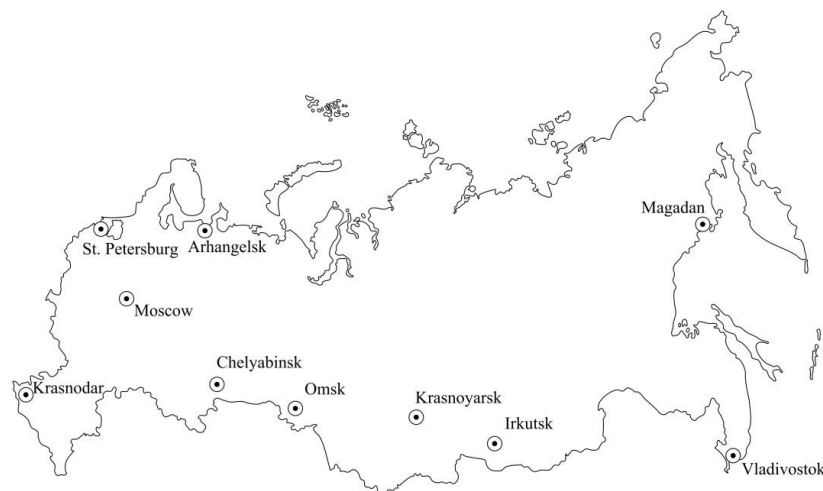 Magadan
St. Petersburg
Arhangelsk
Moscow
Chelyabinsk
Krasnodar
Omsk
Krasnoyarsk
Irkutsk
Vladivostok